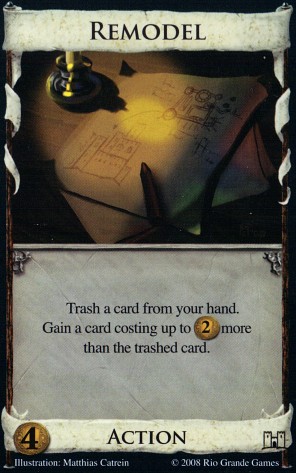 Remodel
Trash a card from your hand.
Gain a card costing up to 2 more
than the trashed card.
4 Action
Illustration: Matthias Catrein © 2008 Rio Grande Games